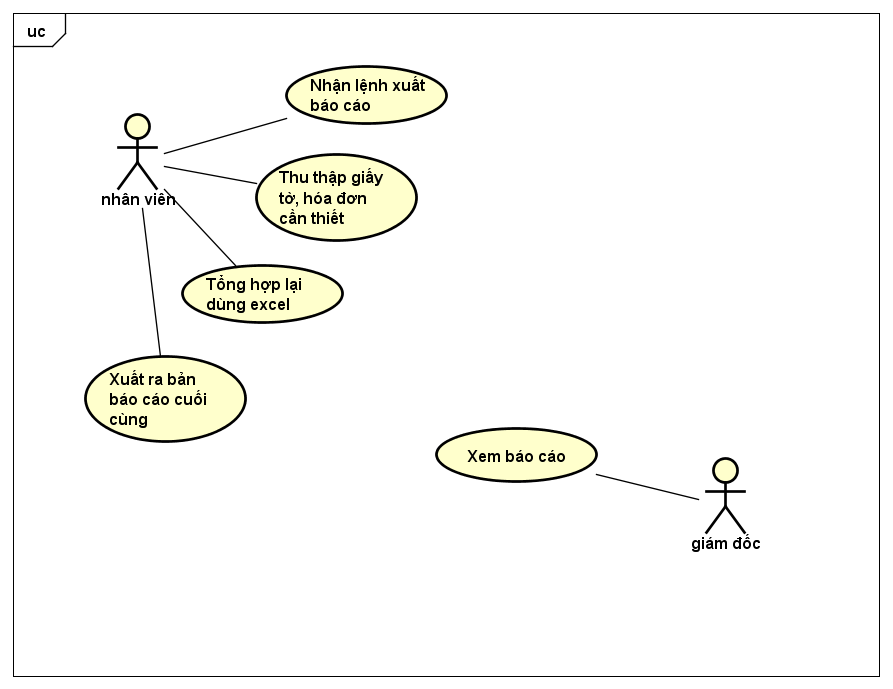 uc
Nhận lệnh xuất
báo cáo
nhân viên
Thu thập giấy
tờ, hóa đơn
cần thiết
Tổng hợp lại
dùng excel
Xuất ra bản
báo cáo cuối
cùng
Xem báo cáo
giám đốc